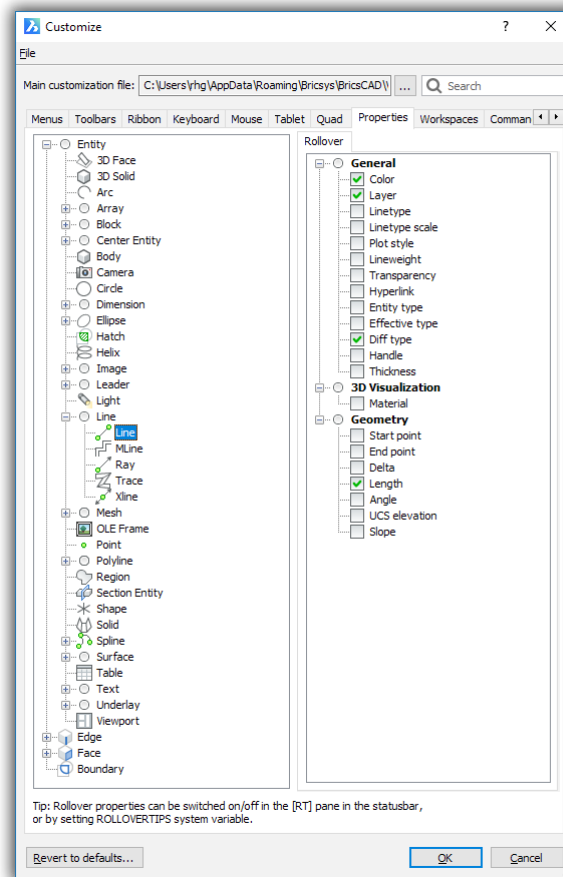 Customize
?
File
Main customization file: C:\Users\rhg\AppData\Roaming\Bricsys\BricsCAD\ ... Search
Menus Toolbars Ribbon Keyboard Mouse Tablet Quad Properties Workspaces Comman
Rollover
Entity
3D Face
3D Solid
Arc
Array
Block
Center Entity
Body
Camera
Circle
Dimension
Ellipse
Hatch
Helix
Image
Leader
Light
Line
Line
MLine
Ray
Trace
Xline
Mesh
OLE Frame
Point
Polyline
Region
Section Entity
Shape
Solid
Spline
Surface
Table
Text
Underlay
Viewport
Edge
Face
Boundary
General
Color
Layer
Linetype
Linetype scale
Plot style
Lineweight
Transparency
Hyperlink
Entity type
Effective type
Diff type
Handle
Thickness
3D Visualization
Material
Geometry
Start point
End point
Delta
Length
Angle
UCS elevation
Slope
Tip: Rollover properties can be switched on/off in the [RT] pane in the statusbar,
or by setting ROLLOVERTIPS system variable.
Revert to defaults... OK Cancel